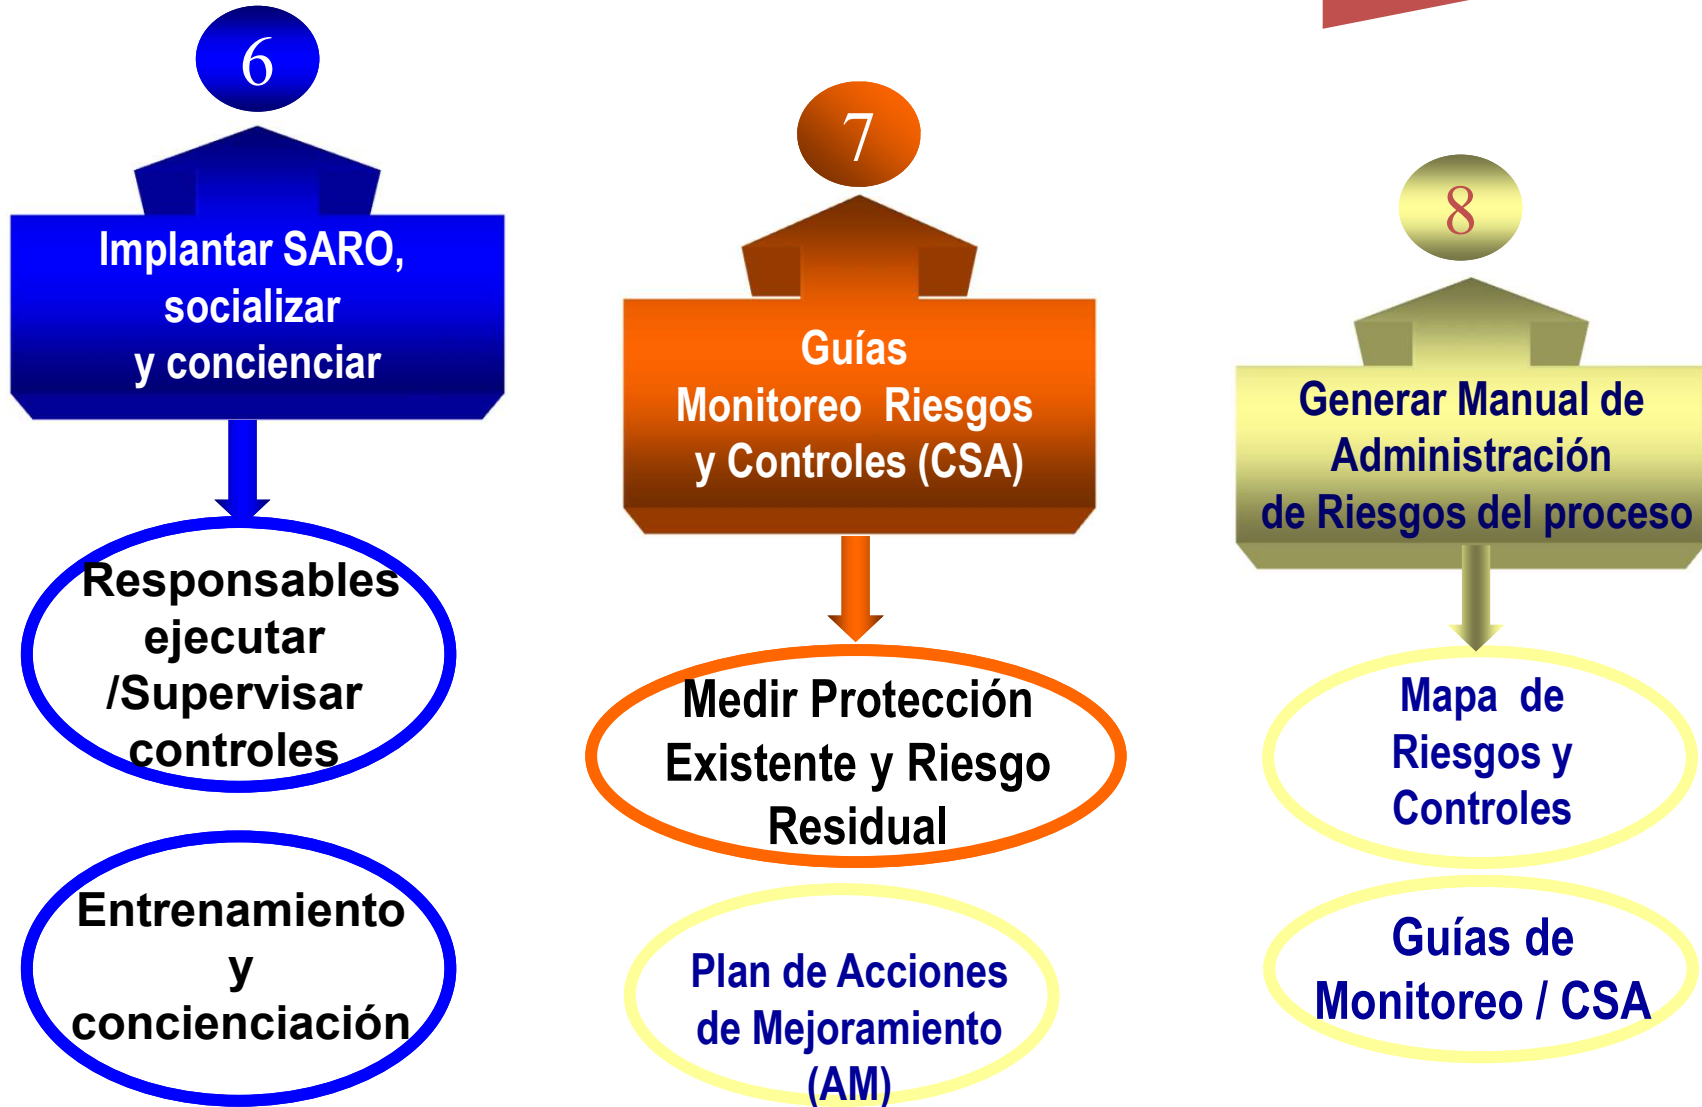 6
Implantar SARO,
socializar
y concienciar
Responsables
ejecutar
/Supervisar
controles
Entrenamiento
y
concienciación
7
Guías
Monitoreo Riesgos
y Controles (CSA)
Medir Protección
Existente y Riesgo
Residual
Plan de Acciones
de Mejoramiento
(AM)
8
Generar Manual de
Administración
de Riesgos del proceso
Mapa de
Riesgos y
Controles
Guías de
Monitoreo / CSA